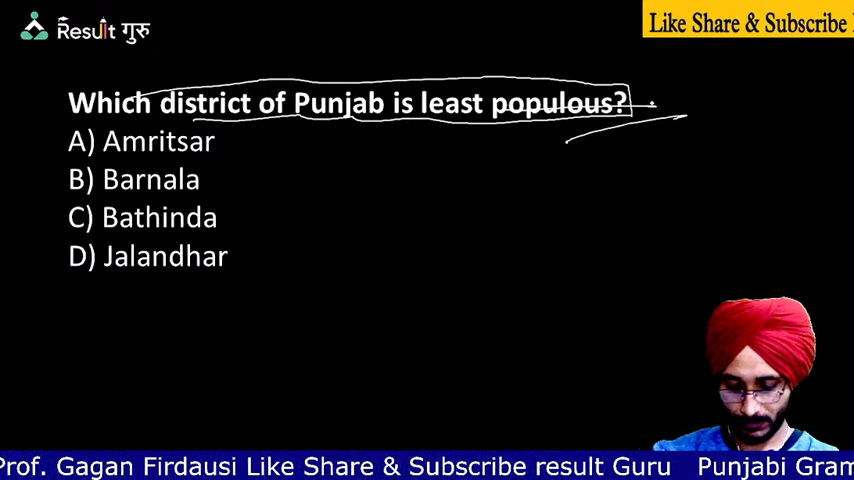 Result गुरु
Like Share & Subscribe
Which district of Punjab is least populous?
A) Amritsar
B) Barnala
C) Bathinda
D) Jalandhar
Prof. Gagan Firdausi Like Share & Subscribe result Guru Punjabi Gram